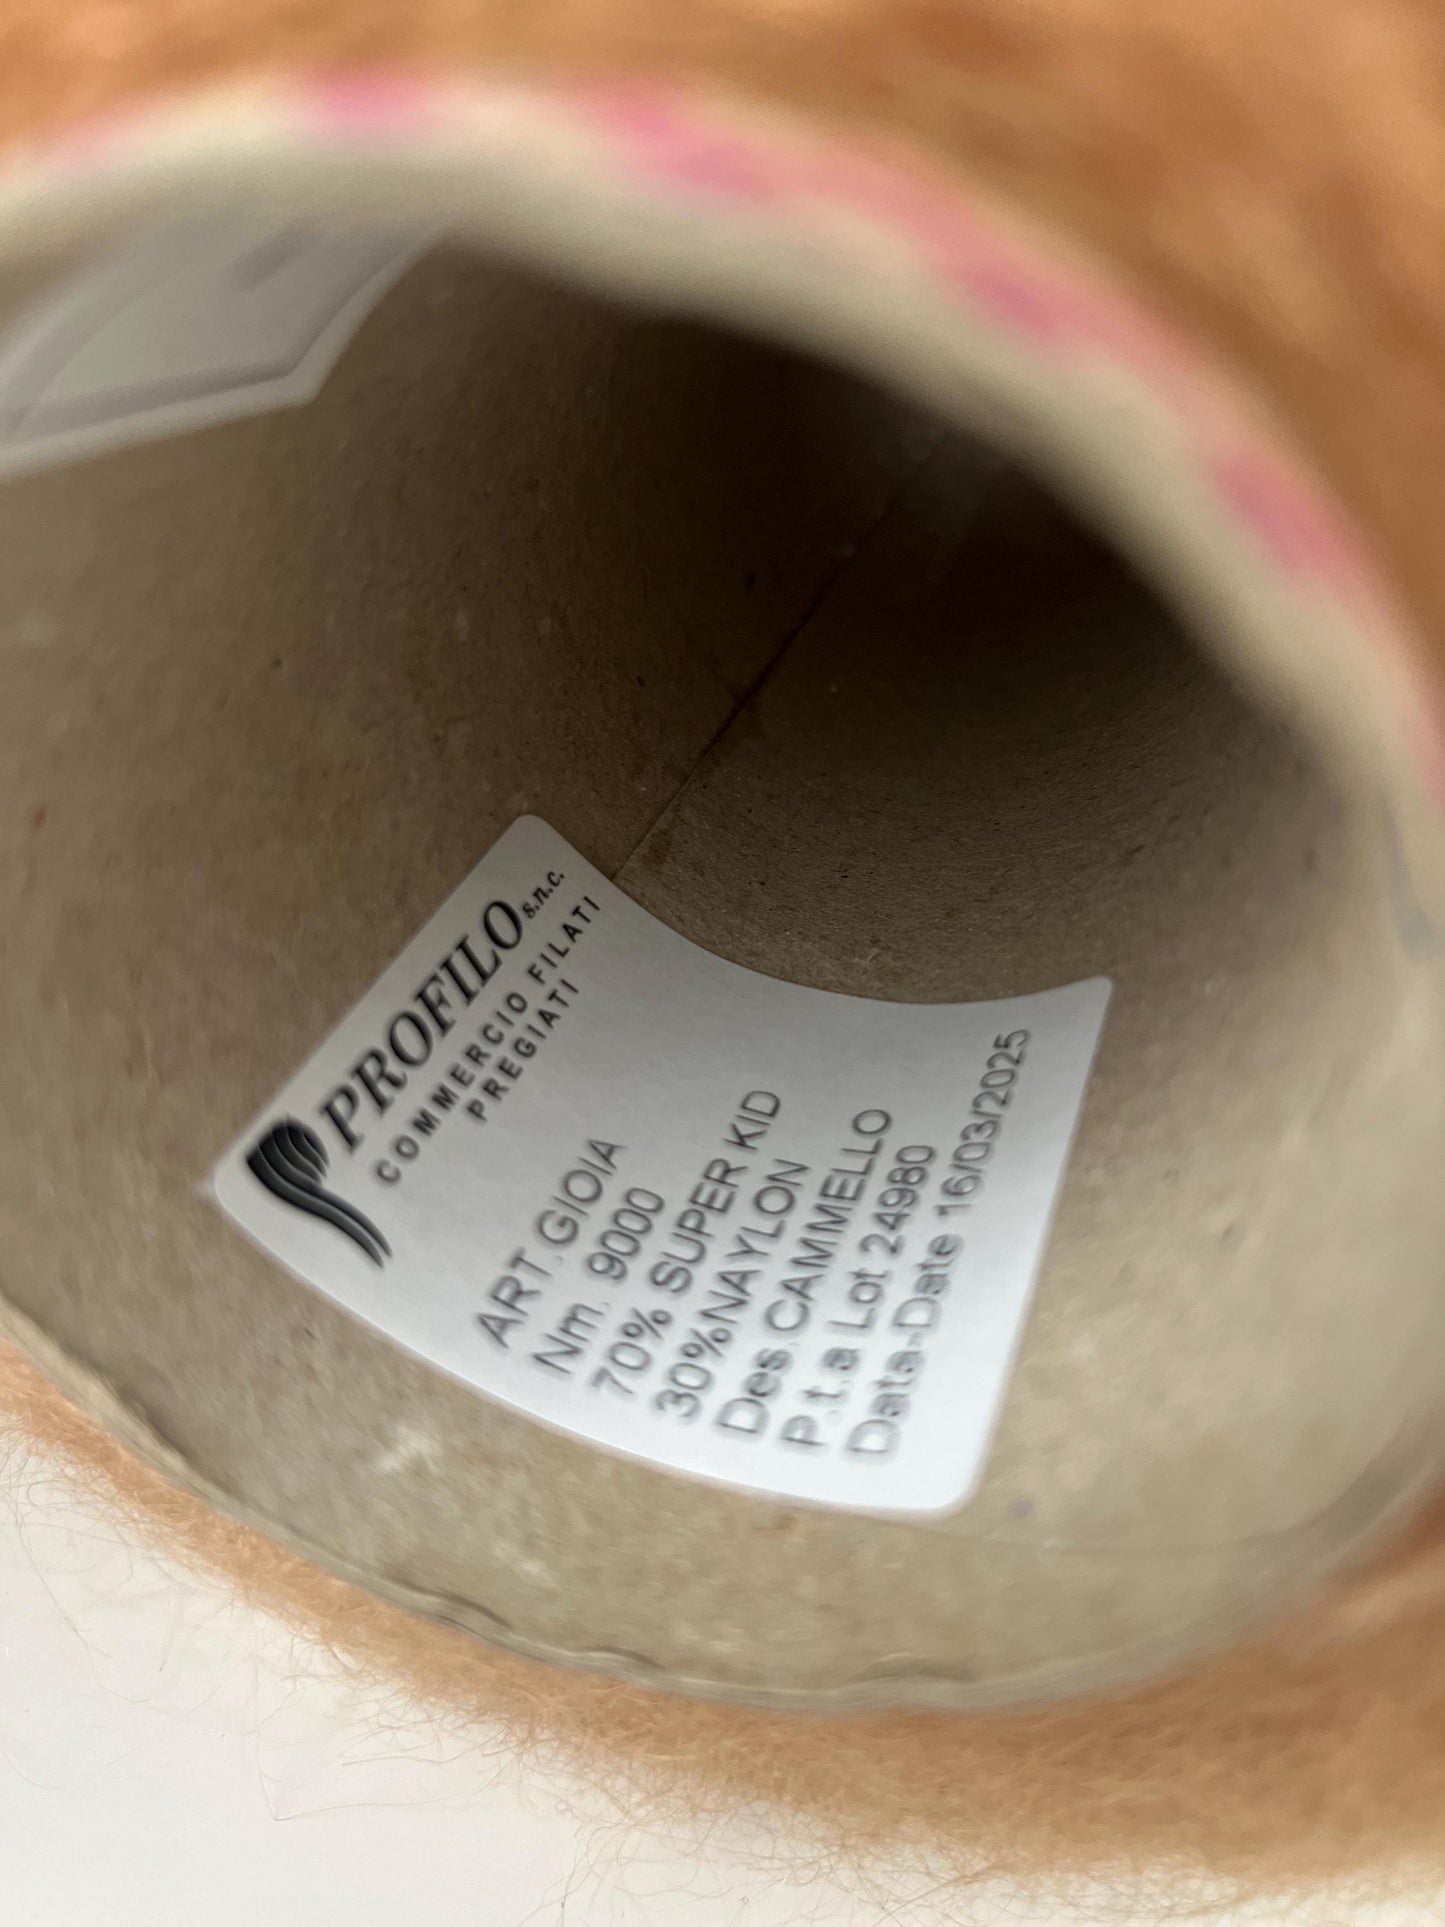 PROFILO s.n.c.
COMMERCIO FILATI
PREGIATI
ART.GIOIA
Nm. 9000
70% SUPER KID
30%NAYLON
Des.CAMMELLO
P.t.a Lot 24980
Data-Date 16/03/2025